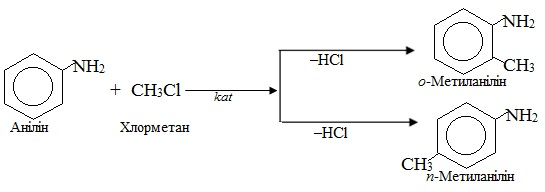 NH2
–HCl
CH3
о-Метиланілін
NH2
+ CH3Cl
kat
Анілін
Хлорметан
–HCl
NH2
CH3
п-Метиланілін